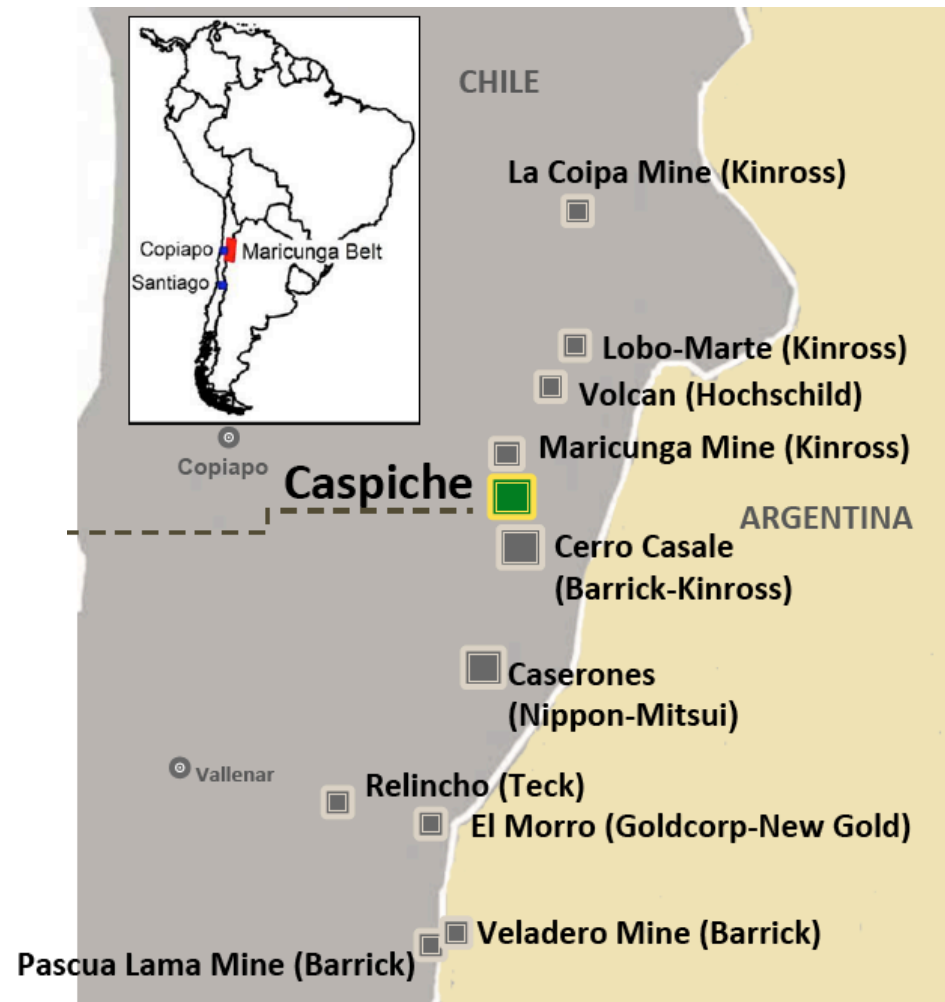 CHILE
La Coipa Mine (Kinross)
Copiapo
Maricunga Belt
Santiago
Lobo-Marte (Kinross)
Volcan (Hochschild)
Copiapo
Maricunga Mine (Kinross)
Caspiche
ARGENTINA
Cerro Casale
(Barrick-Kinross)
Caserones
(Nippon-Mitsui)
Vallenar
Relincho (Teck)
El Morro (Goldcorp-New Gold)
Veladero Mine (Barrick)
Pascua Lama Mine (Barrick)